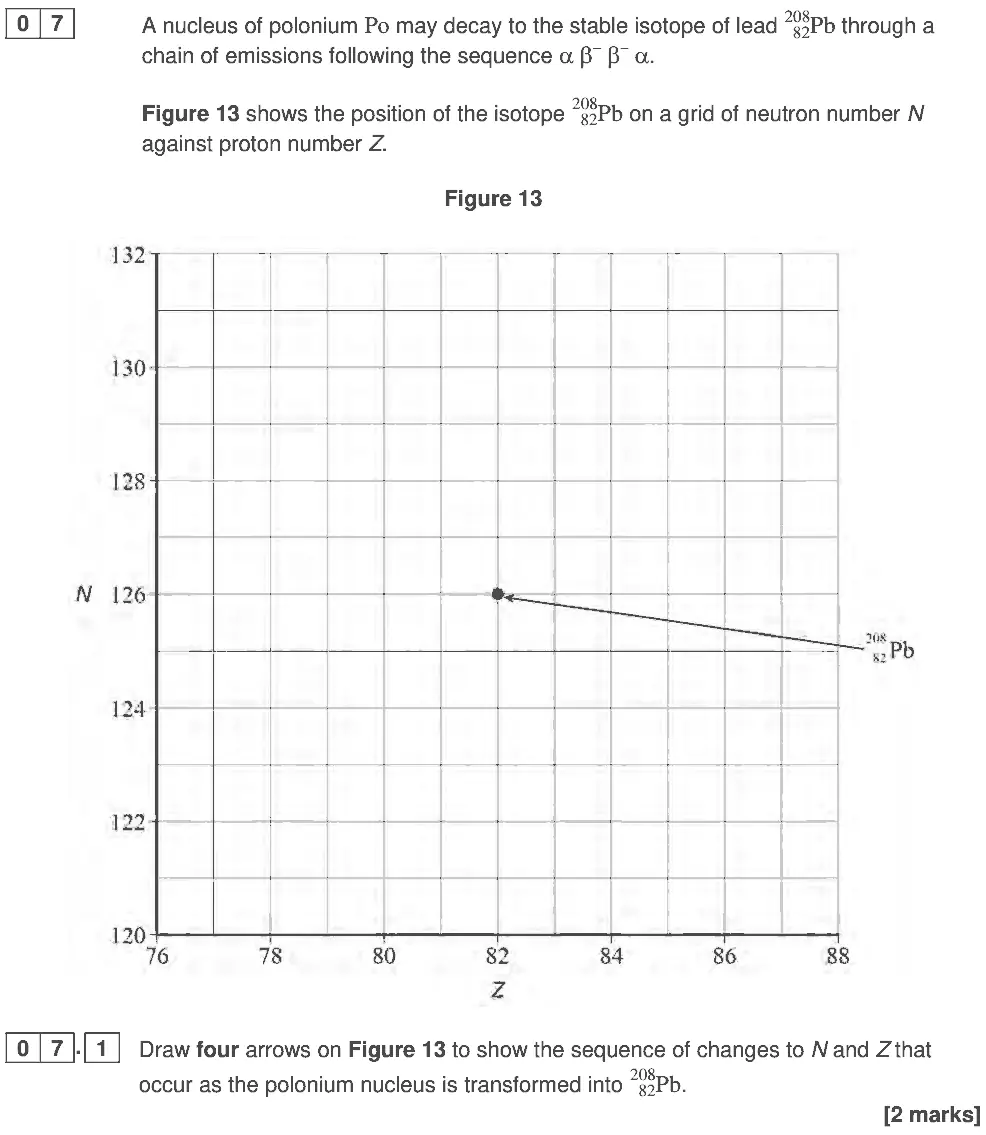 0 7 A nucleus of polonium Po may decay to the stable isotope of lead ²⁰⁸₈₂Pb through a
chain of emissions following the sequence α β⁻ β⁻ α.
Figure 13 shows the position of the isotope ²⁰⁸₈₂Pb on a grid of neutron number N
against proton number Z.
Figure 13
132
130
128
N 126
²⁰⁸₈₂Pb
124
122
120
76 78 80 82 84 86 88
Z
0 7 . 1 Draw four arrows on Figure 13 to show the sequence of changes to N and Z that
occur as the polonium nucleus is transformed into ²⁰⁸₈₂Pb.
[2 marks]